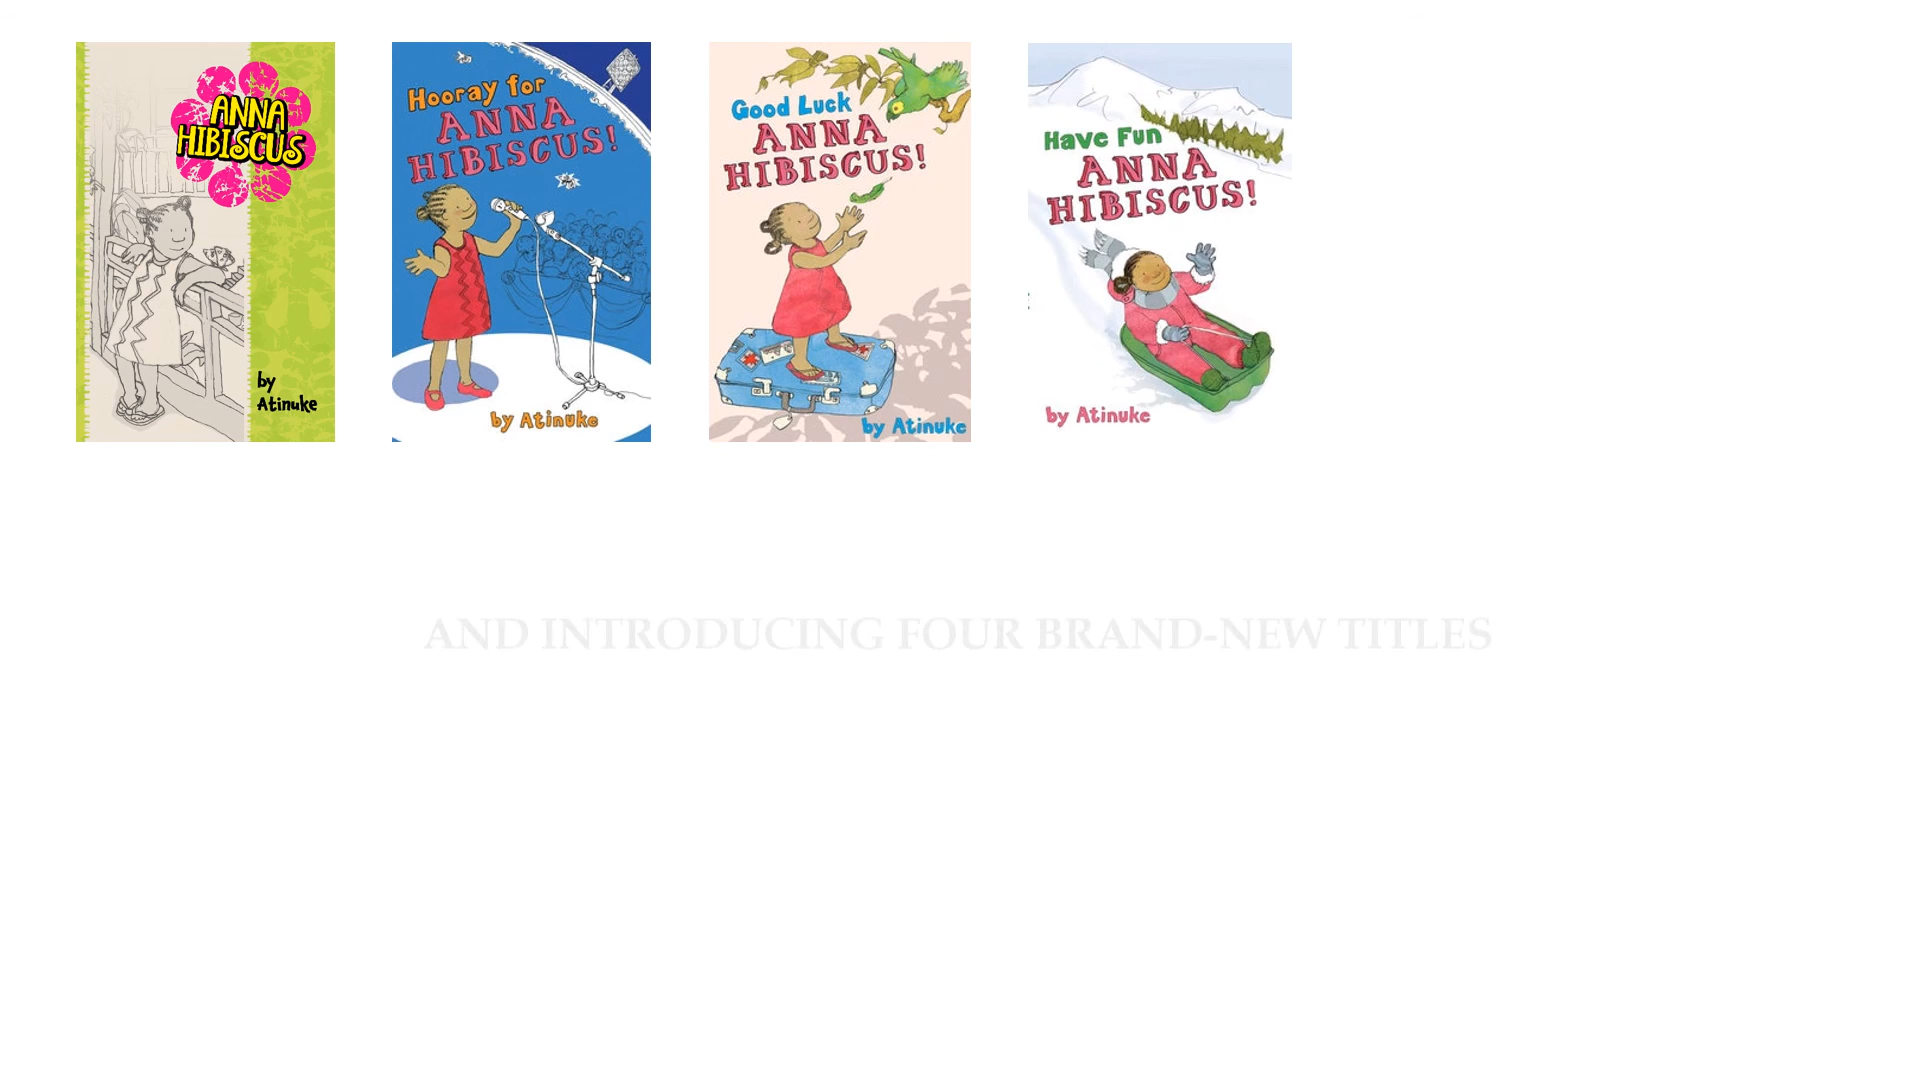 ANNA
HIBISCUS
by
Atinuke
Hooray for
ANNA
HIBISCUS!
by Atinuke
Good Luck
ANNA
HIBISCUS!
by Atinuke
Have Fun
ANNA
HIBISCUS!
by Atinuke
AND INTRODUCING FOUR BRAND-NEW TITLES